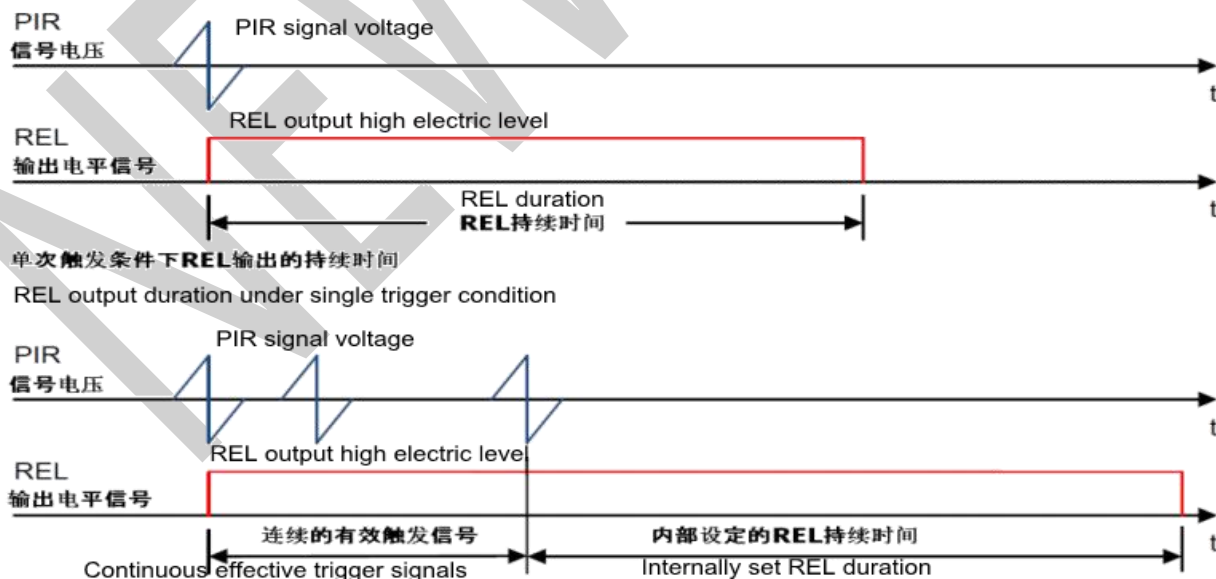 PIR
信号电压
PIR signal voltage
t
REL output high electric level
REL
输出电平信号
t
REL duration
REL持续时间
单次触发条件下REL输出的持续时间
REL output duration under single trigger condition
PIR signal voltage
PIR
信号电压
t
REL output high electric level
REL
输出电平信号
t
连续的有效触发信号
内部设定的REL持续时间
Continuous effective trigger signals
Internally set REL duration